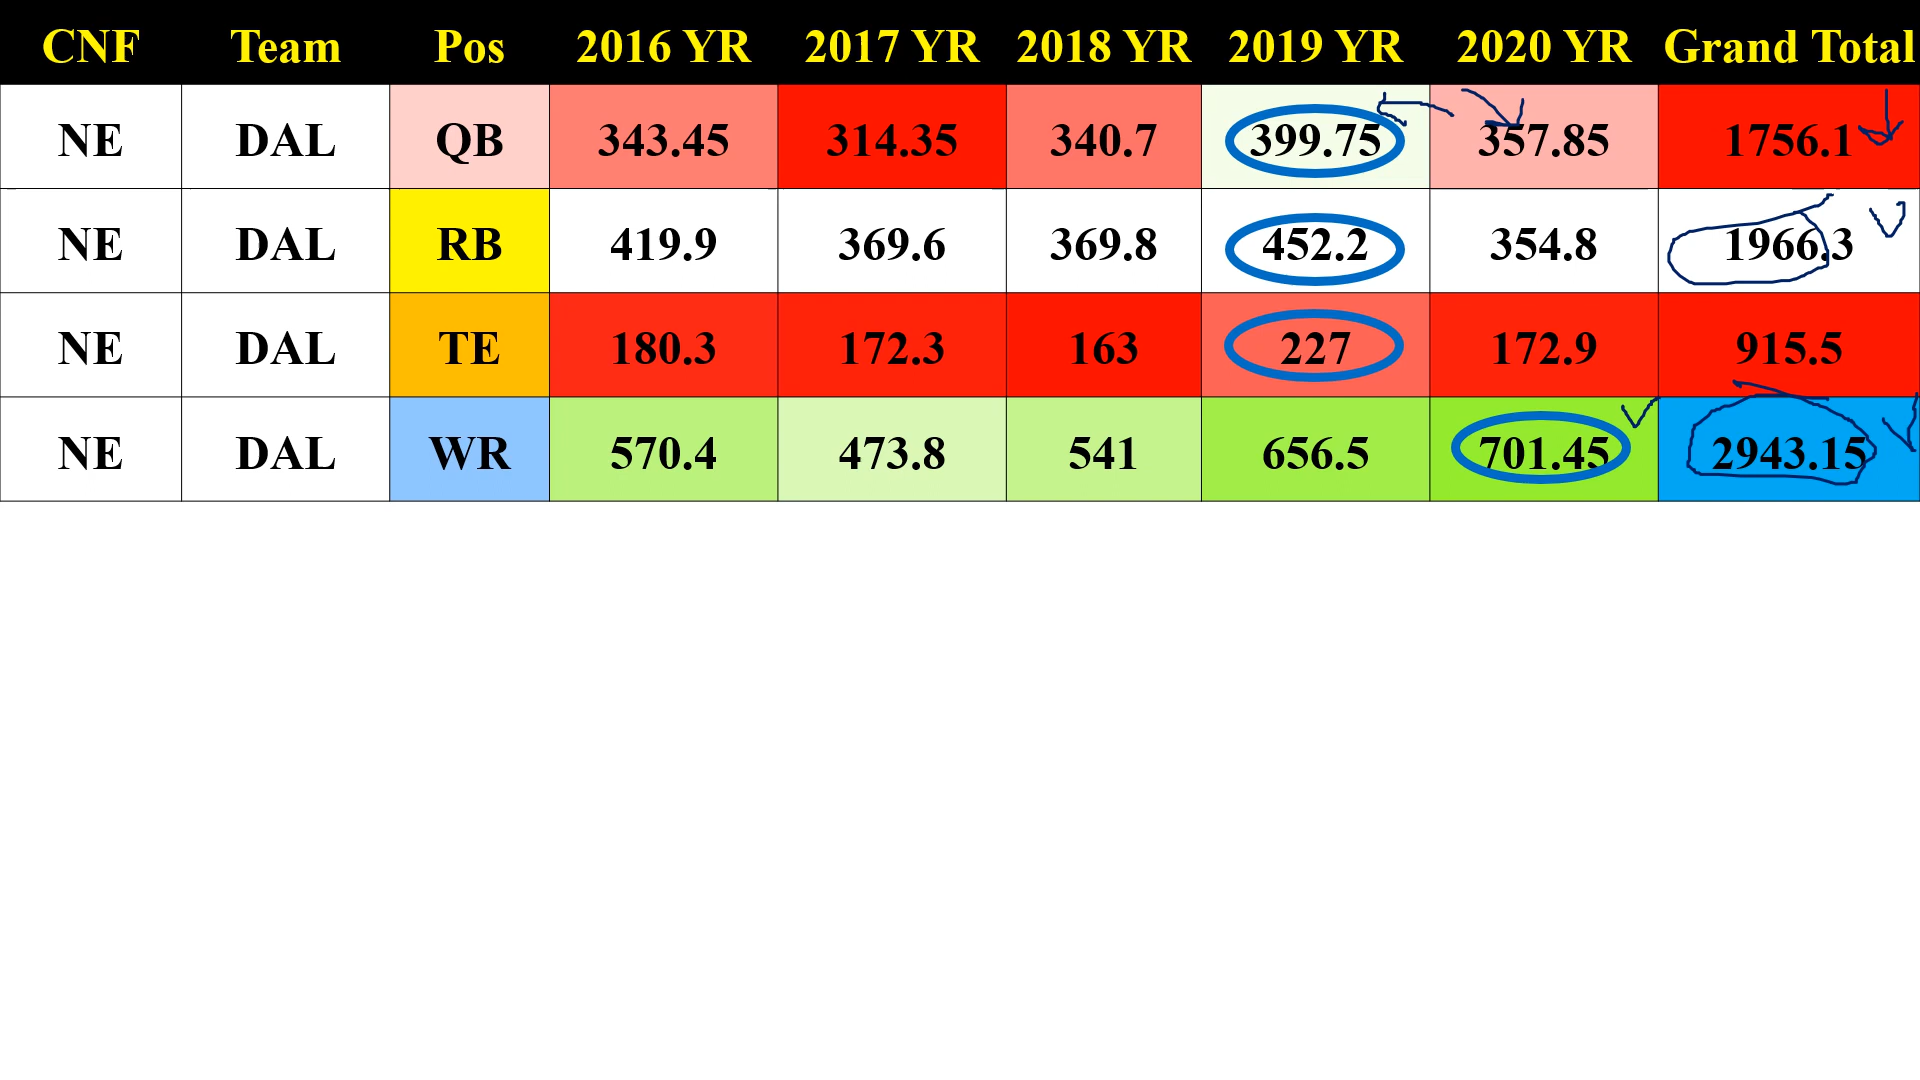 CNF Team Pos 2016 YR 2017 YR 2018 YR 2019 YR 2020 YR Grand Total
NE DAL QB 343.45 314.35 340.7 399.75 357.85 1756.1
NE DAL RB 419.9 369.6 369.8 452.2 354.8 1966.3
NE DAL TE 180.3 172.3 163 227 172.9 915.5
NE DAL WR 570.4 473.8 541 656.5 701.45 2943.15